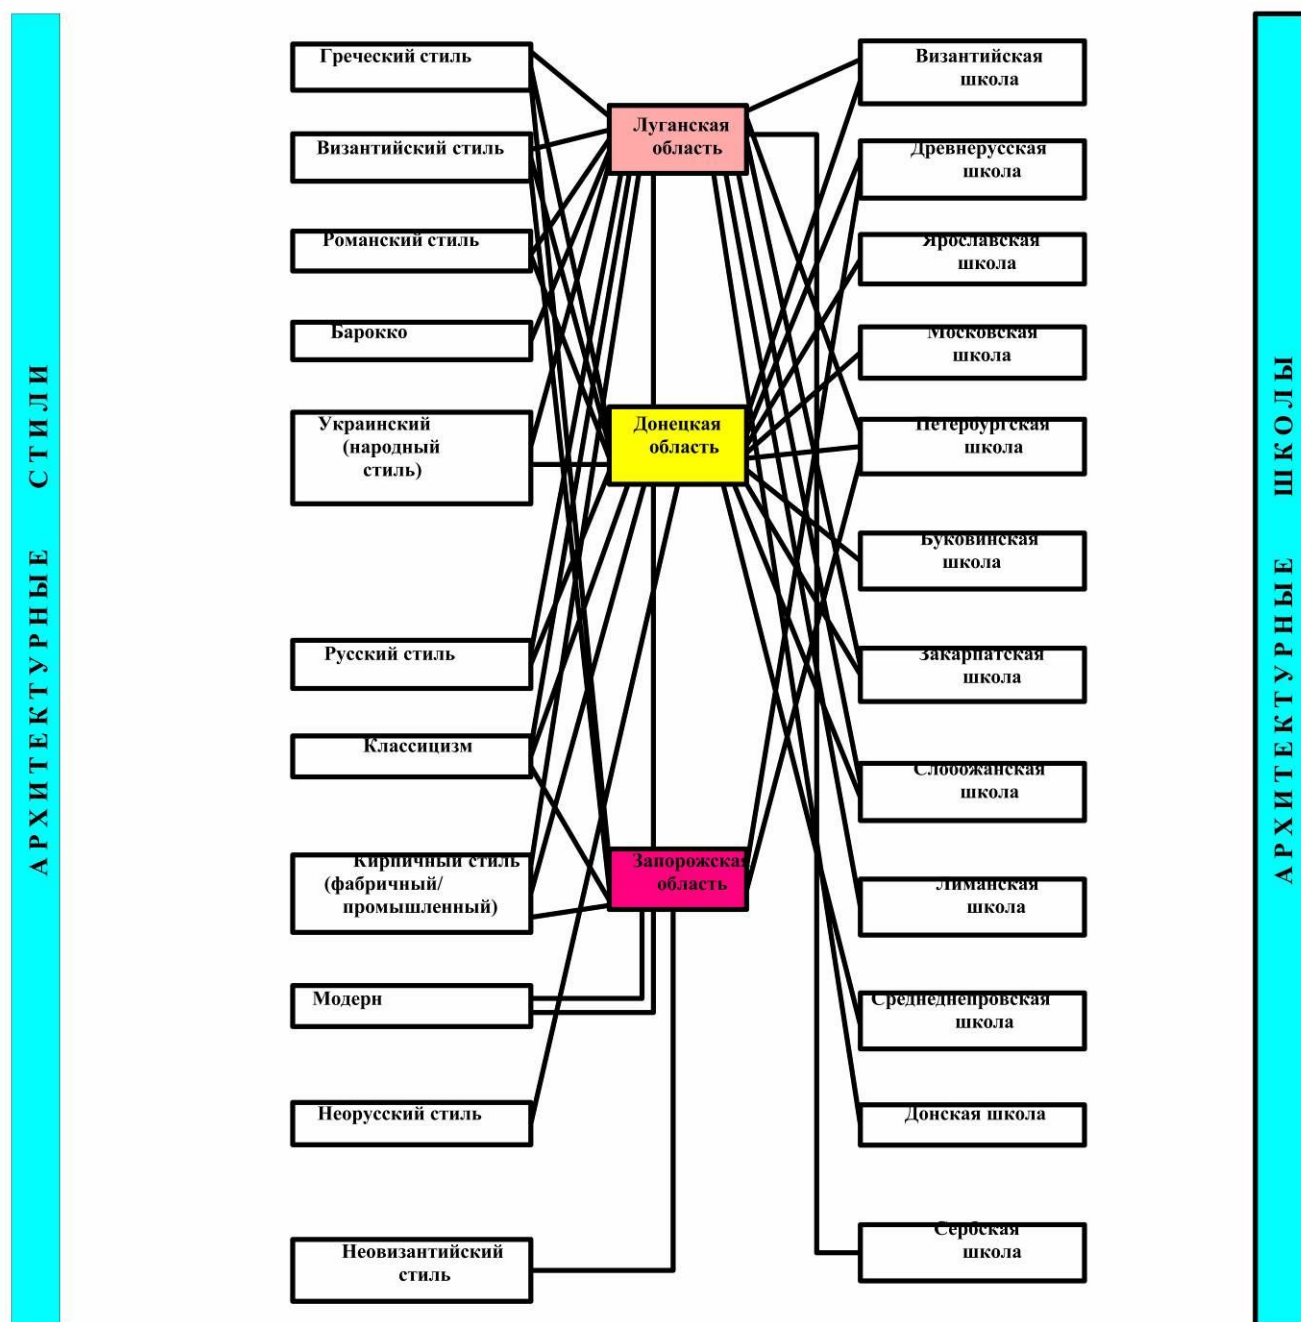 АРХИТЕКТУРНЫЕ СТИЛИ
Греческий стиль
Византийский стиль
Романский стиль
Барокко
Украинский
(народный
стиль)
Русский стиль
Классицизм
Кирпичный стиль
(фабричный/
промышленный)
Модерн
Неорусский стиль
Неовизантийский
стиль
Луганская
область
Донецкая
область
Запорожская
область
Византийская
школа
Древнерусская
школа
Ярославская
школа
Московская
школа
Петербургская
школа
Буковинская
школа
Закарпатская
школа
Слобожанская
школа
Лиманская
школа
Среднеднепровская
школа
Донская школа
Сербская
школа
АРХИТЕКТУРНЫЕ ШКОЛЫ